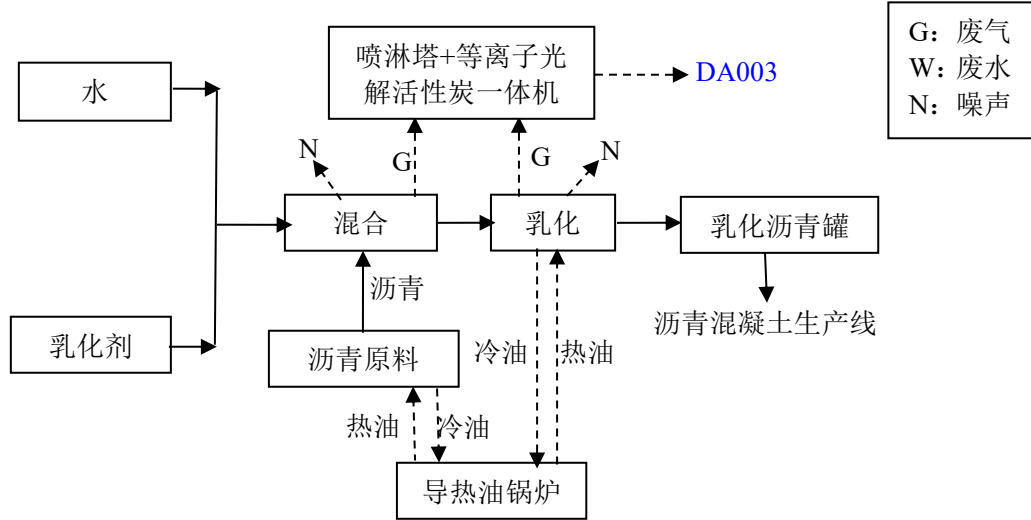 喷淋塔+等离子光
解活性炭一体机
DA003
G：废气
W：废水
N：噪声
水
N
G
G
N
混合
乳化
乳化沥青罐
沥青
沥青混凝土生产线
乳化剂
沥青原料
冷油
热油
热油
冷油
导热油锅炉